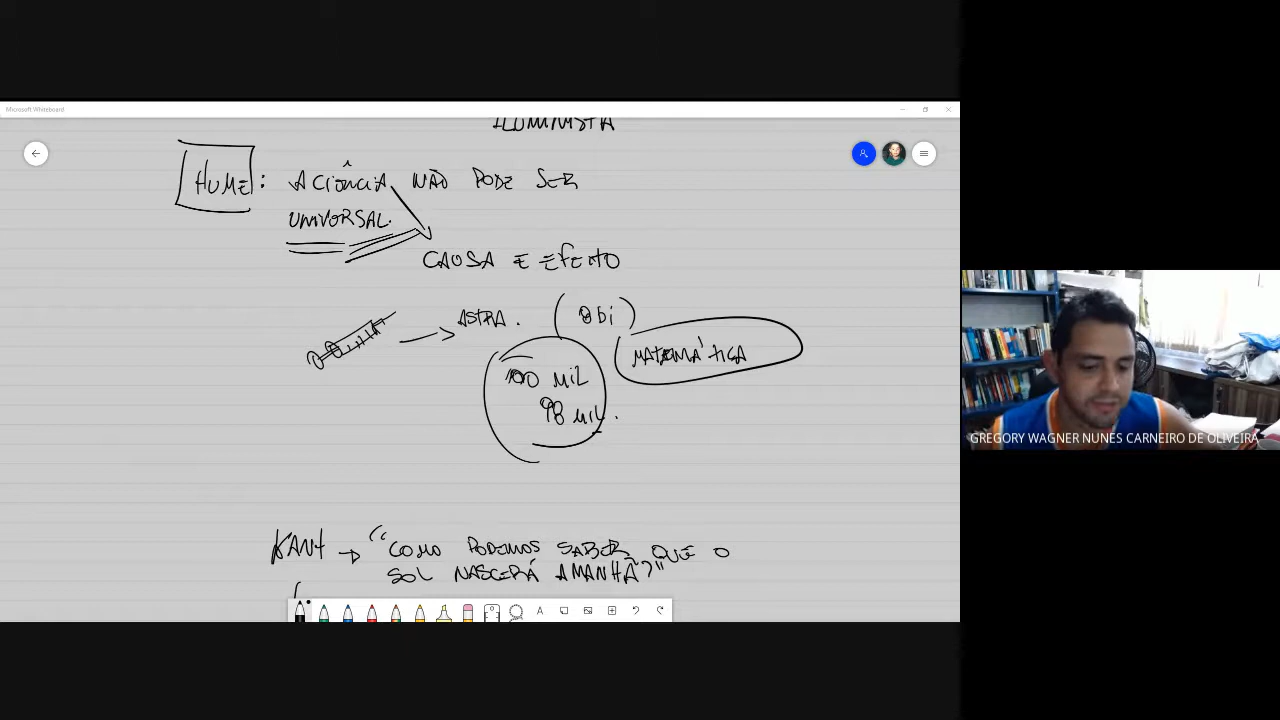 Microsoft Whiteboard
ILUMINISTA
HUME: A CIÊNCIA NÃO PODE SER
UNIVERSAL.
CAUSA E EFEITO
ASTRA. (Obi)
MATEMÁTICA
100 MIL
98 MIL.
KANT → "COMO PODEMOS SABER QUE O
SOL NASCERÁ AMANHÃ?"
GREGORY WAGNER NUNES CARNEIRO DE OLIVEIRA